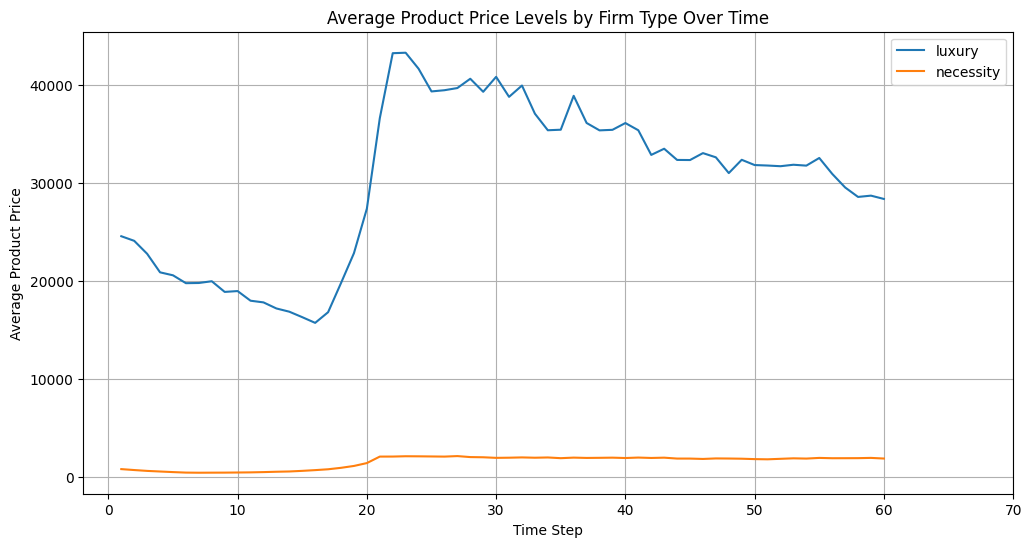 Average Product Price Levels by Firm Type Over Time
luxury
necessity
Average Product Price
40000
30000
20000
10000
0
0 10 20 30 40 50 60 70
Time Step